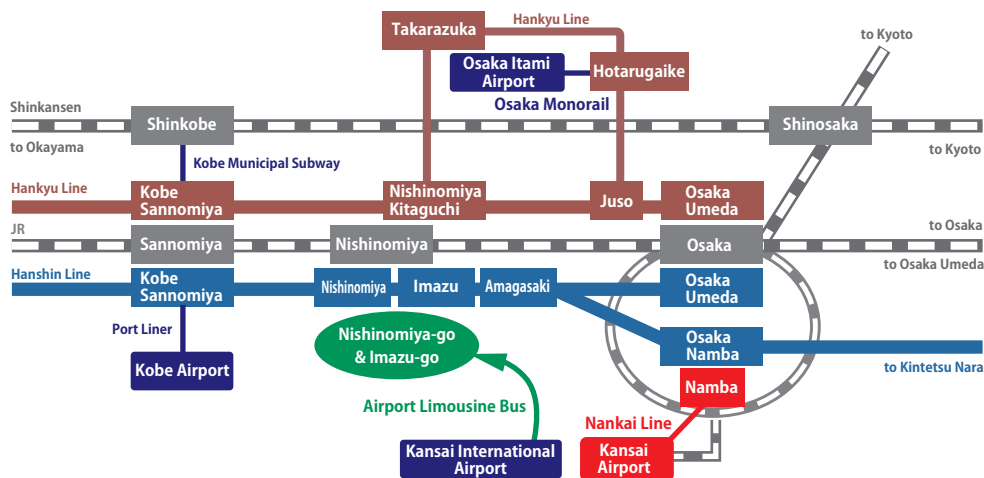 Hankyu Line
Takarazuka
to Kyoto
Osaka Itami
Airport
Hotarugaike
Osaka Monorail
Shinkansen
Shinkobe
Shinosaka
to Okayama
to Kyoto
Kobe Municipal Subway
Hankyu Line
Kobe
Sannomiya
Nishinomiya
Kitaguchi
Juso
Osaka
Umeda
JR
Sannomiya
Nishinomiya
Osaka
to Osaka
to Osaka Umeda
Hanshin Line
Kobe
Sannomiya
Nishinomiya
Imazu
Amagasaki
Osaka
Umeda
Port Liner
Nishinomiya-go
& Imazu-go
Osaka
Namba
Kobe Airport
to Kintetsu Nara
Namba
Airport Limousine Bus
Nankai Line
Kansai International
Airport
Kansai
Airport